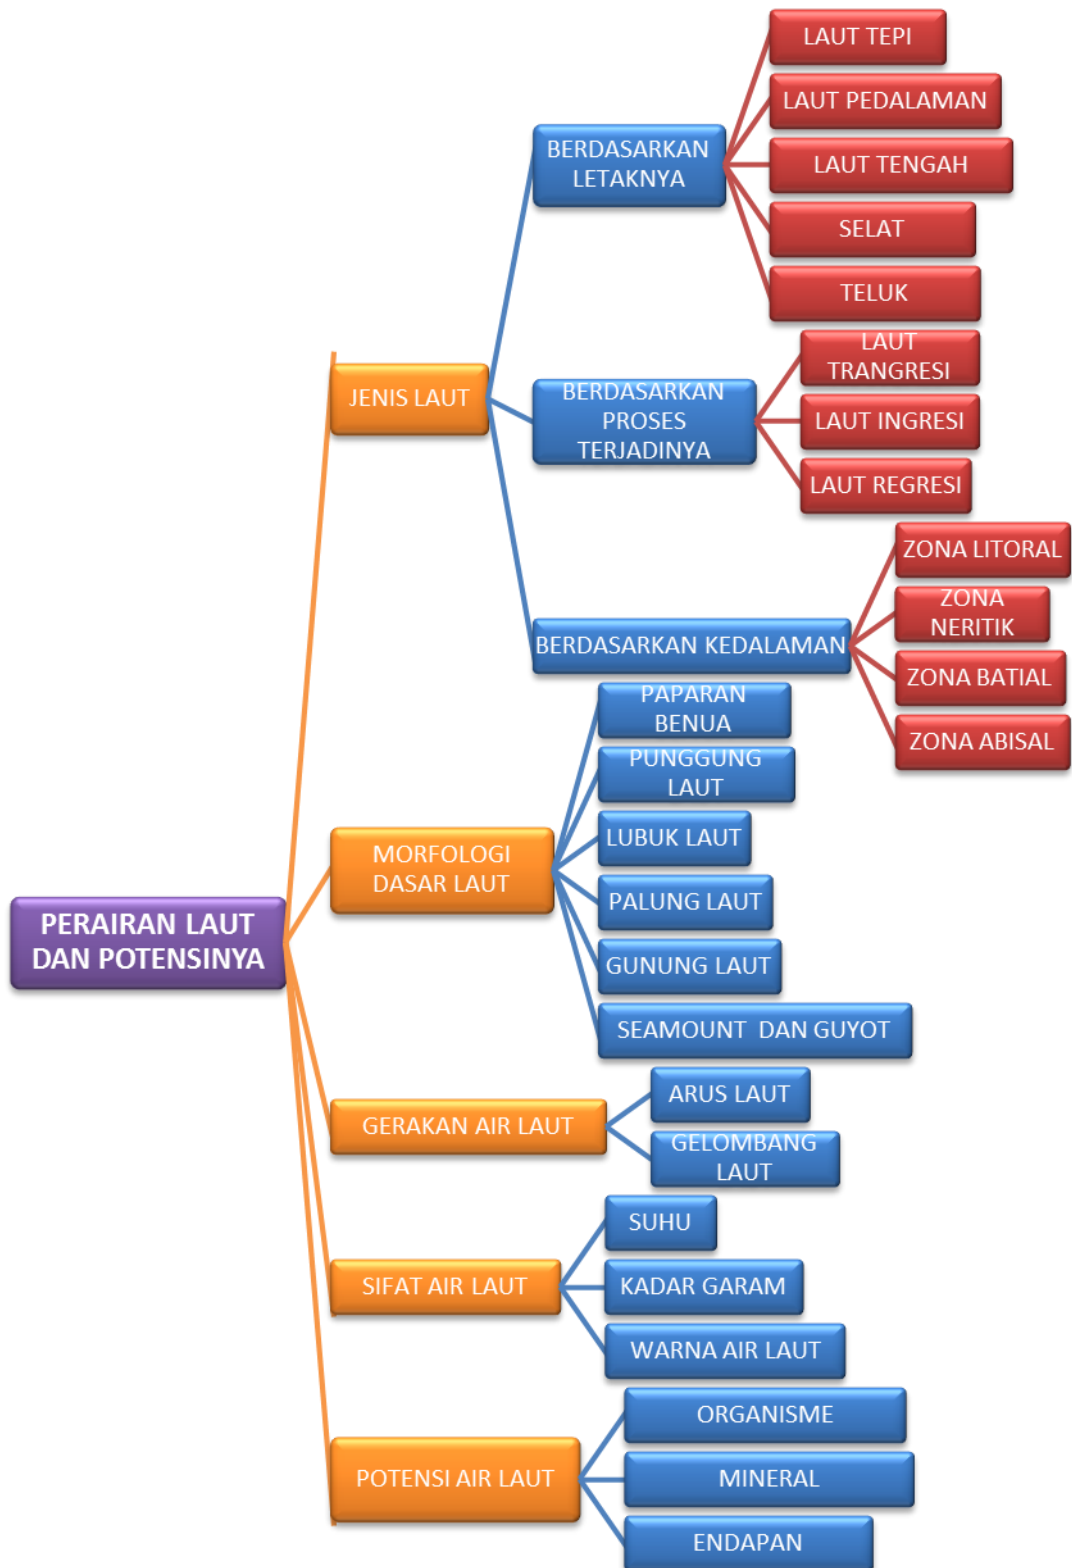 LAUT TEPI
LAUT PEDALAMAN
BERDASARKAN
LETAKNYA
LAUT TENGAH
SELAT
TELUK
JENIS LAUT
BERDASARKAN
PROSES
TERJADINYA
LAUT
TRANGRESI
LAUT INGRESI
LAUT REGRESI
BERDASARKAN KEDALAMAN
ZONA LITORAL
ZONA
NERITIK
ZONA BATIAL
ZONA ABISAL
PERAIRAN LAUT
DAN POTENSINYA
MORFOLOGI
DASAR LAUT
PAPARAN
BENUA
PUNGGUNG
LAUT
LUBUK LAUT
PALUNG LAUT
GUNUNG LAUT
SEAMOUNT DAN GUYOT
GERAKAN AIR LAUT
ARUS LAUT
GELOMBANG
LAUT
SIFAT AIR LAUT
SUHU
KADAR GARAM
WARNA AIR LAUT
POTENSI AIR LAUT
ORGANISME
MINERAL
ENDAPAN